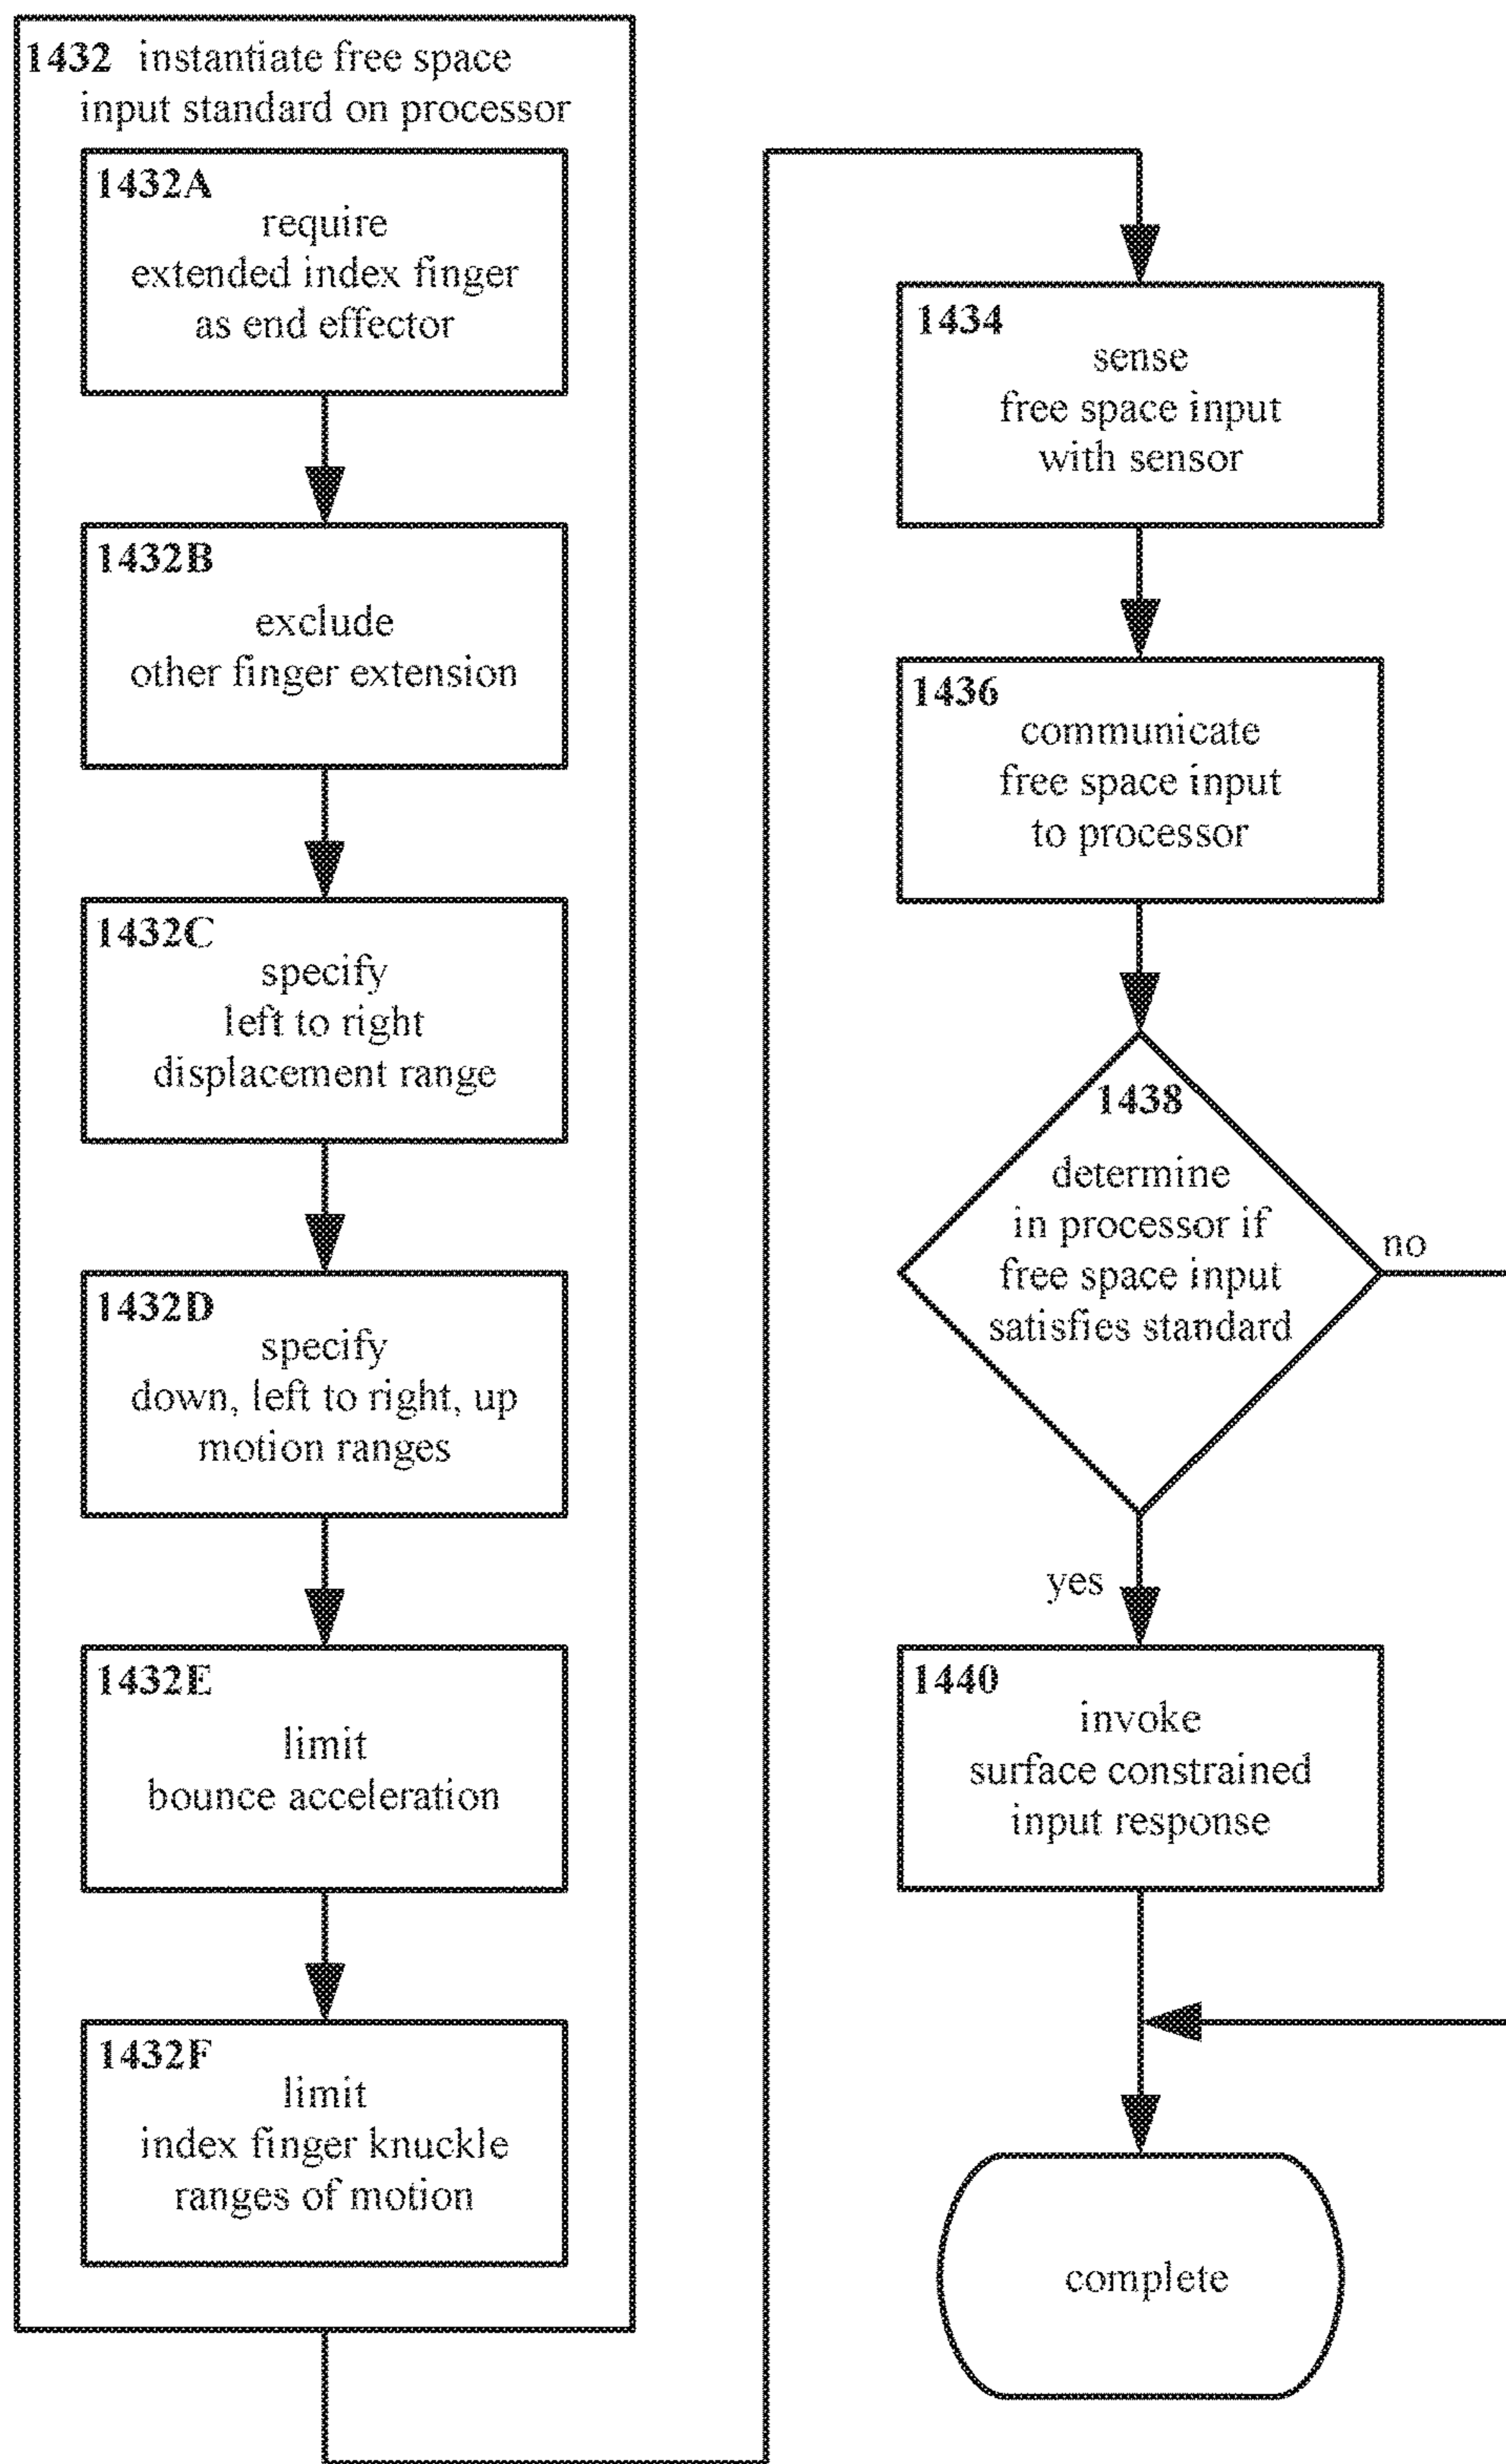 1432 instantiate free space
input standard on processor
1432A
require
extended index finger
as end effector
1432B
exclude
other finger extension
1432C
specify
left to right
displacement range
1432D
specify
down, left to right, up
motion ranges
1432E
limit
bounce acceleration
1432F
limit
index finger knuckle
ranges of motion
1434
sense
free space input
with sensor
1436
communicate
free space input
to processor
1438
determine
in processor if
free space input
satisfies standard
no
yes
1440
invoke
surface constrained
input response
complete